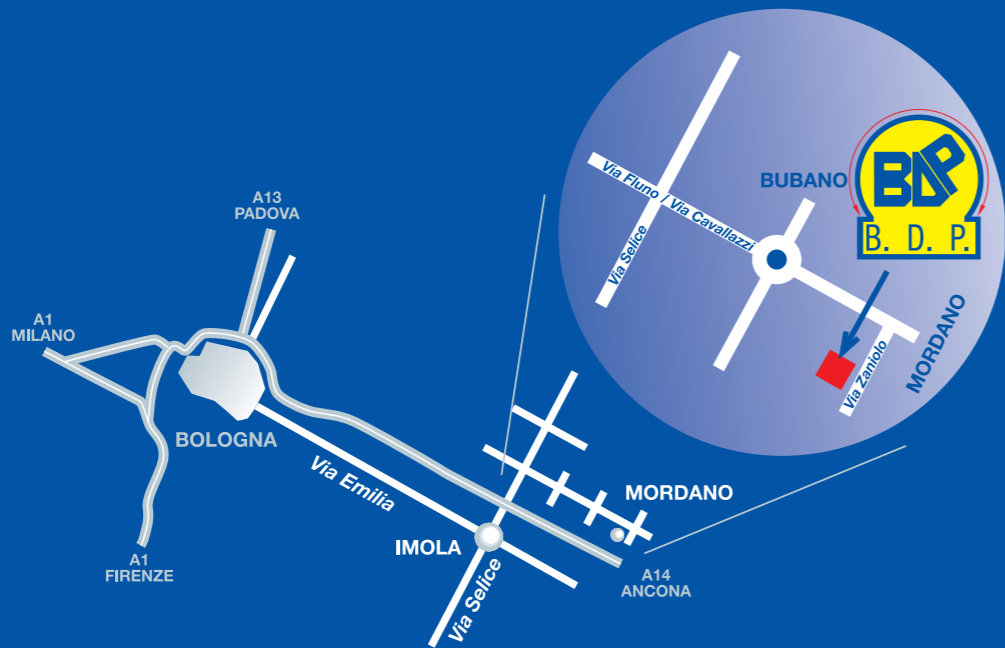 A13
PADOVA
A1
MILANO
BOLOGNA
Via Emilia
A1
FIRENZE
IMOLA
Via Selice
MORDANO
A14
ANCONA
Via Fluno / Via Cavallazzi
Via Selice
BUBANO
BDP
B. D. P.
MORDANO
Via Zaniolo